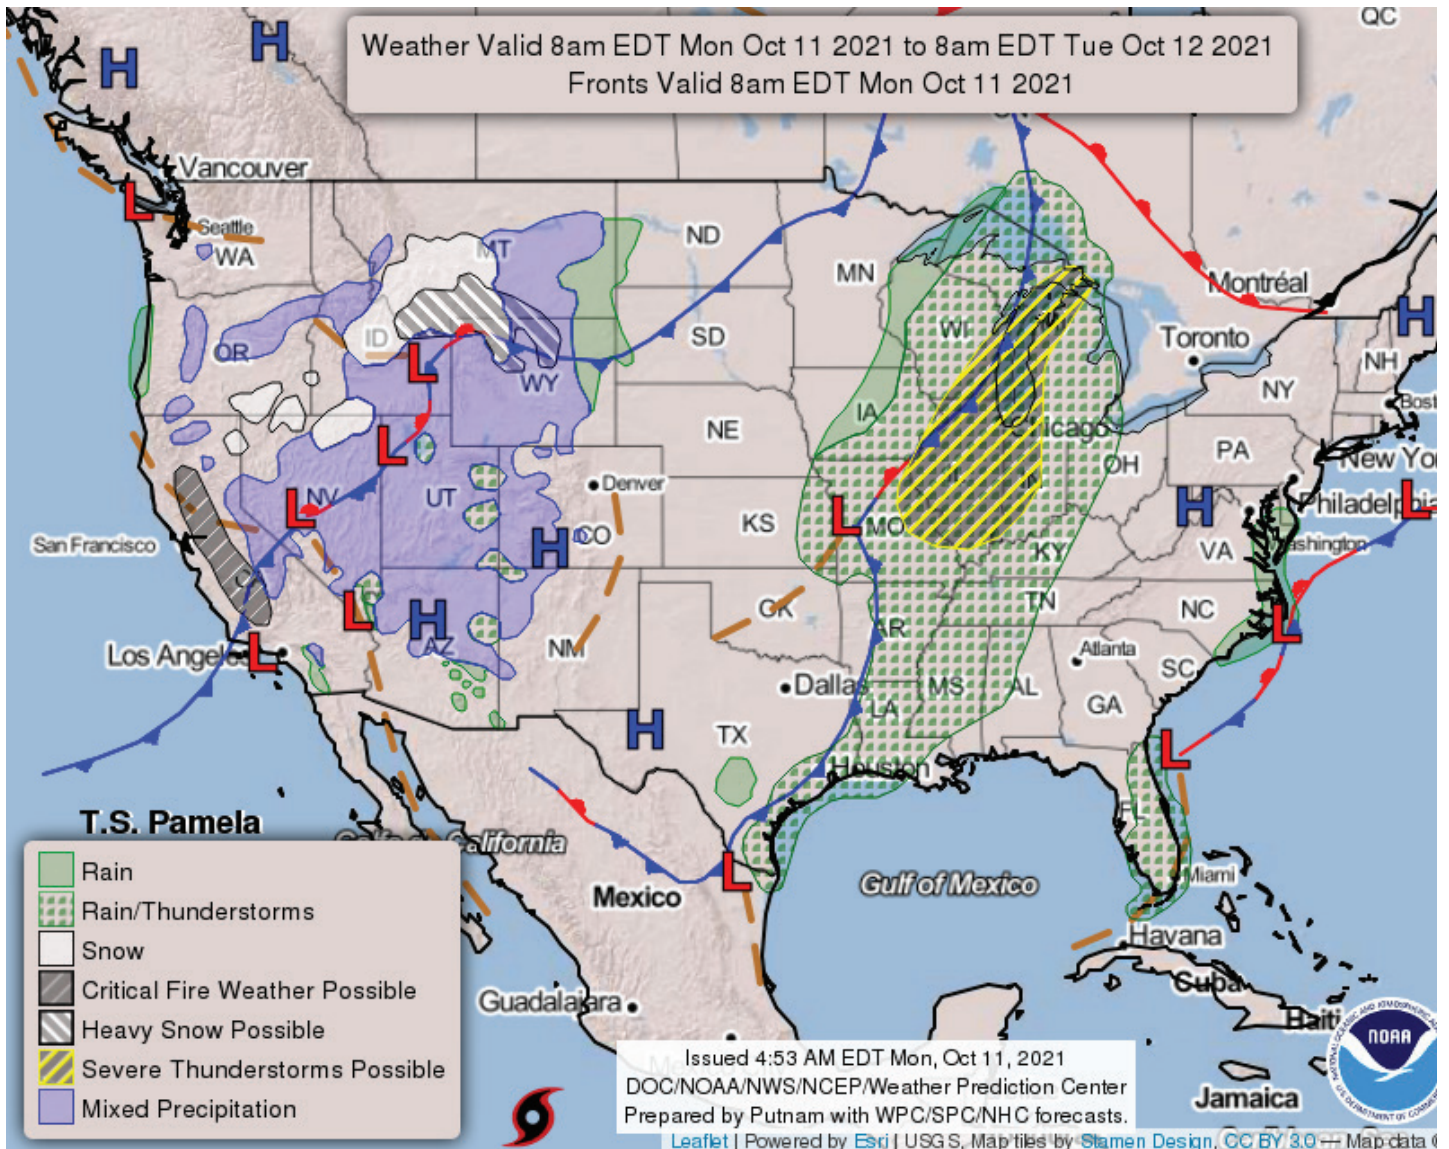 Weather Valid 8am EDT Mon Oct 11 2021 to 8am EDT Tue Oct 12 2021
Fronts Valid 8am EDT Mon Oct 11 2021
QC
H
H
Vancouver
L
Seattle
WA
MT
ND
MN
Montréal
H
OR
ID
L
WY
SD
WI
Toronto
NH
NY
L
NE
IA
OH
PA
New Yo
L
NV
UT
Denver
H
CO
KS
L
MO
H
Philadelphia
L
San Francisco
KY
VA
L
H
AZ
NM
OK
AR
TN
NC
L
Los Angeles
L
Dallas
MS
AL
Atlanta
SC
GA
H
TX
LA
Houston
L
T.S. Pamela
California
FL
Mexico
L
Gulf of Mexico
Miami
Havana
Cuba
Guadalajara
Haiti
Jamaica
Rain
Rain/Thunderstorms
Snow
Critical Fire Weather Possible
Heavy Snow Possible
Severe Thunderstorms Possible
Mixed Precipitation
Issued 4:53 AM EDT Mon, Oct 11, 2021
DOC/NOAA/NWS/NCEP/Weather Prediction Center
Prepared by Putnam with WPC/SPC/NHC forecasts.
NOAA
Leaflet | Powered by Esri | USGS, Map tiles by Stamen Design, CC BY 3.0 — Map data ©